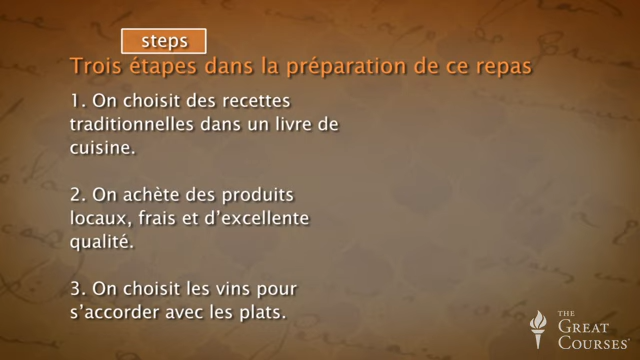 steps
Trois étapes dans la préparation de ce repas
1. On choisit des recettes
traditionnelles dans un livre de
cuisine.
2. On achète des produits
locaux, frais et d'excellente
qualité.
3. On choisit les vins pour
s'accorder avec les plats.
THE
GREAT
COURSES